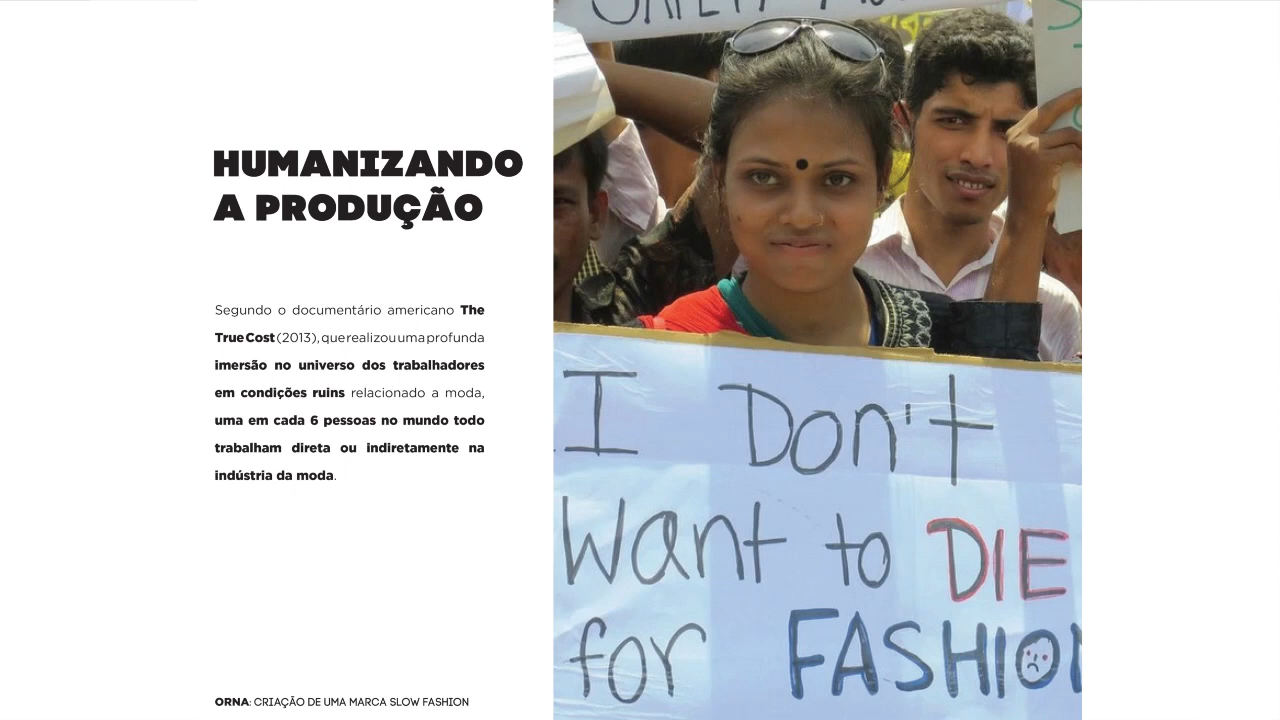 HUMANIZANDO
A PRODUÇÃO
Segundo o documentário americano The
True Cost (2013), que realizou uma profunda
imersão no universo dos trabalhadores
em condições ruins relacionado a moda,
uma em cada 6 pessoas no mundo todo
trabalham direta ou indiretamente na
indústria da moda.
ORNA: CRIAÇÃO DE UMA MARCA SLOW FASHION
I Don't
Want to DIE
for FASHION